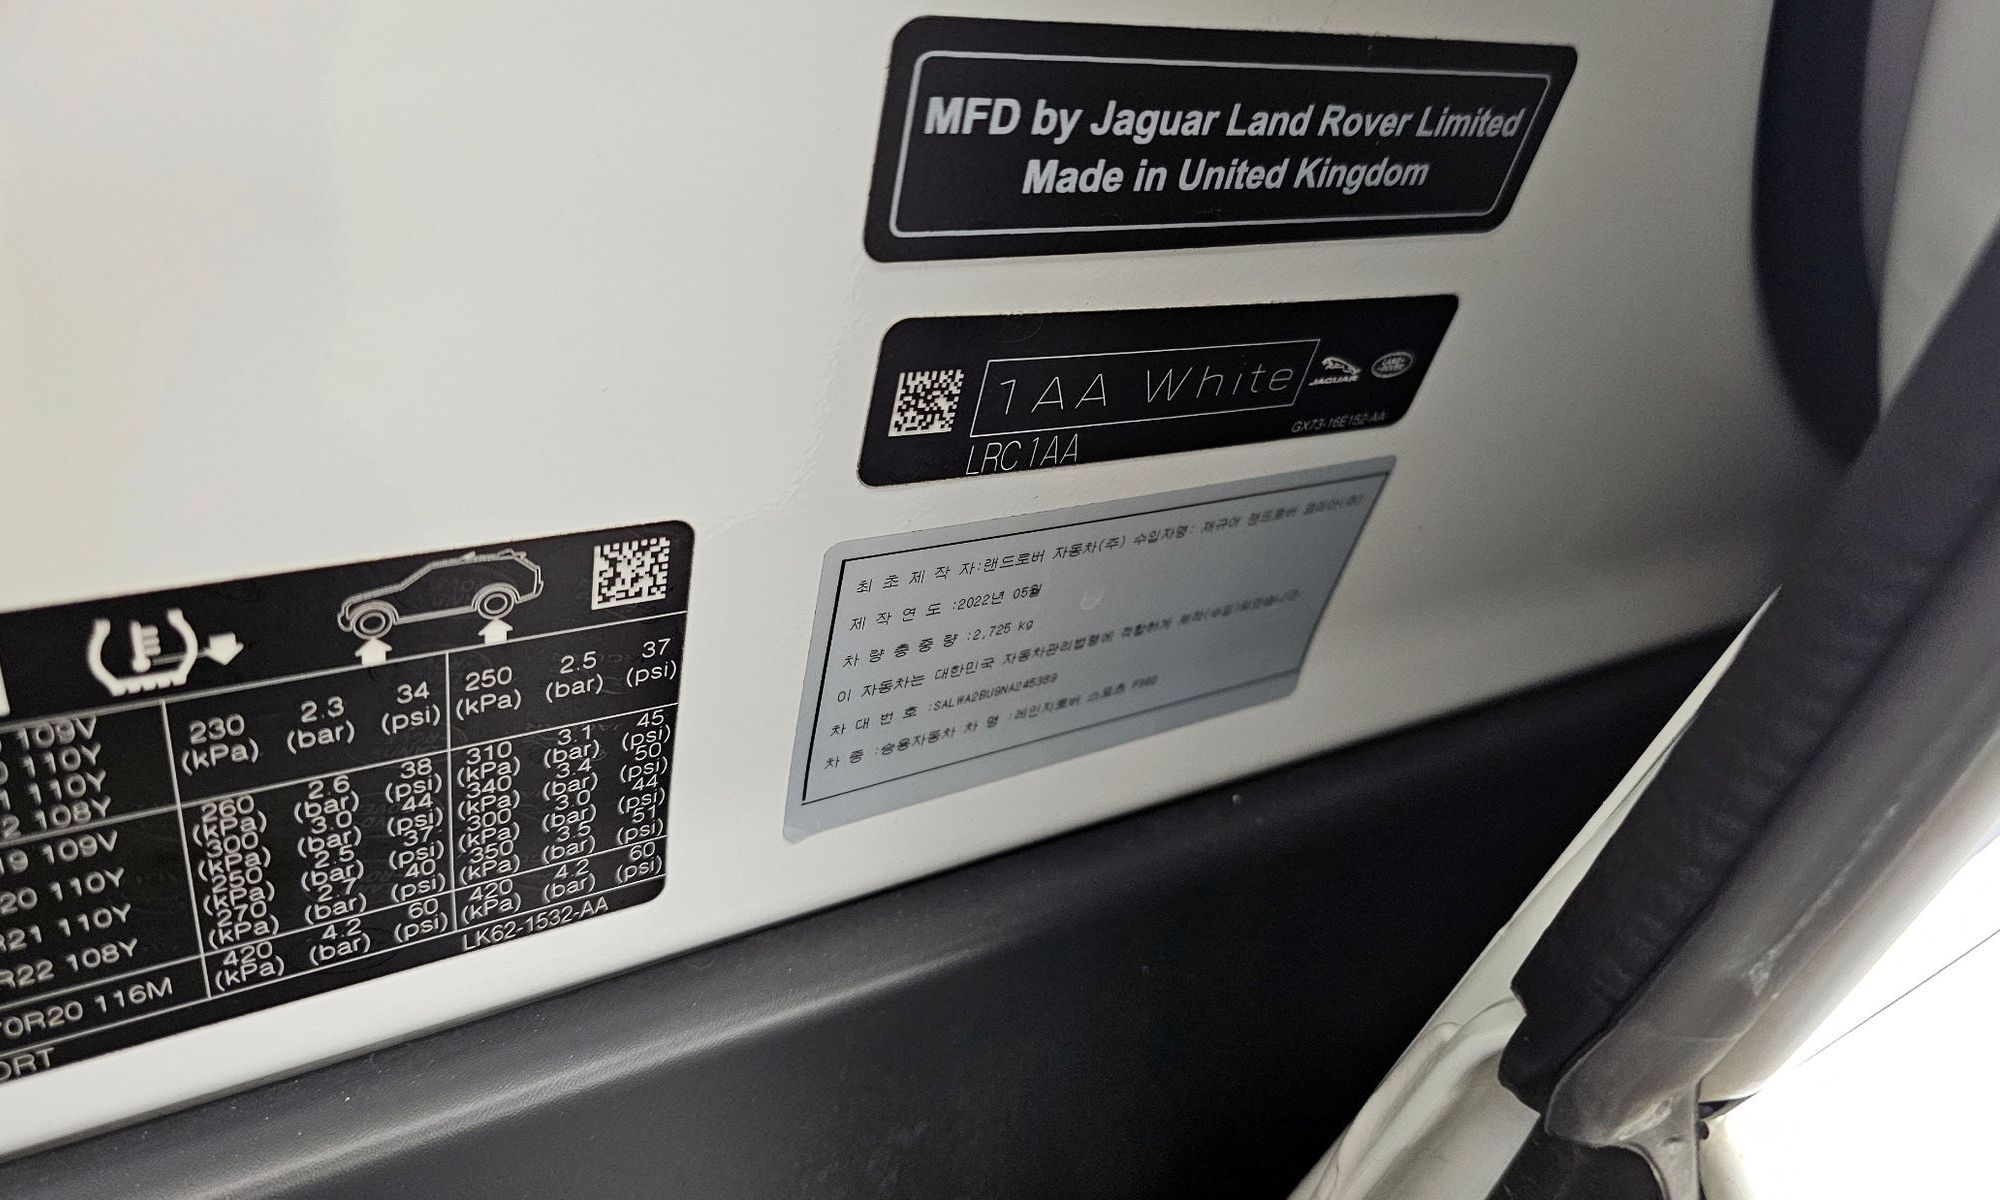 MFD by Jaguar Land Rover Limited
Made in United Kingdom
1AA White
JAGUAR
LAND ROVER
LRC1AA
GX73-16E152-AA
최 초 제 작 자:랜드로버 자동차(주) 수입자명: 재규어 랜드로버 코리아(주)
제 작 연 도 :2022년 05월
차 량 총 중 량 :2,725 kg
이 자동차는 대한민국 자동차관리법령에 적합하게 제작(수입)되었습니다.
차 대 번 호 :SALWA2BU9NA245389
차 종 :승용자동차 차 명 :레인지로버 스포츠 P360
230 (kPa) 2.3 (bar) 34 (psi) 250 (kPa) 2.5 (bar) 37 (psi)
109V
110Y
110Y
108Y
260 (kPa) 2.6 (bar) 38 (psi) 310 (kPa) 3.1 (bar) 45 (psi)
300 (kPa) 3.0 (bar) 44 (psi) 340 (kPa) 3.4 (bar) 50 (psi)
250 (kPa) 2.5 (bar) 37 (psi) 300 (kPa) 3.0 (bar) 44 (psi)
270 (kPa) 2.7 (bar) 40 (psi) 350 (kPa) 3.5 (bar) 51 (psi)
19 109V
20 110Y
R21 110Y
R22 108Y
0R20 116M 420 (kPa) 4.2 (bar) 60 (psi) 420 (kPa) 4.2 (bar) 60 (psi)
ORT
LK62-1532-AA